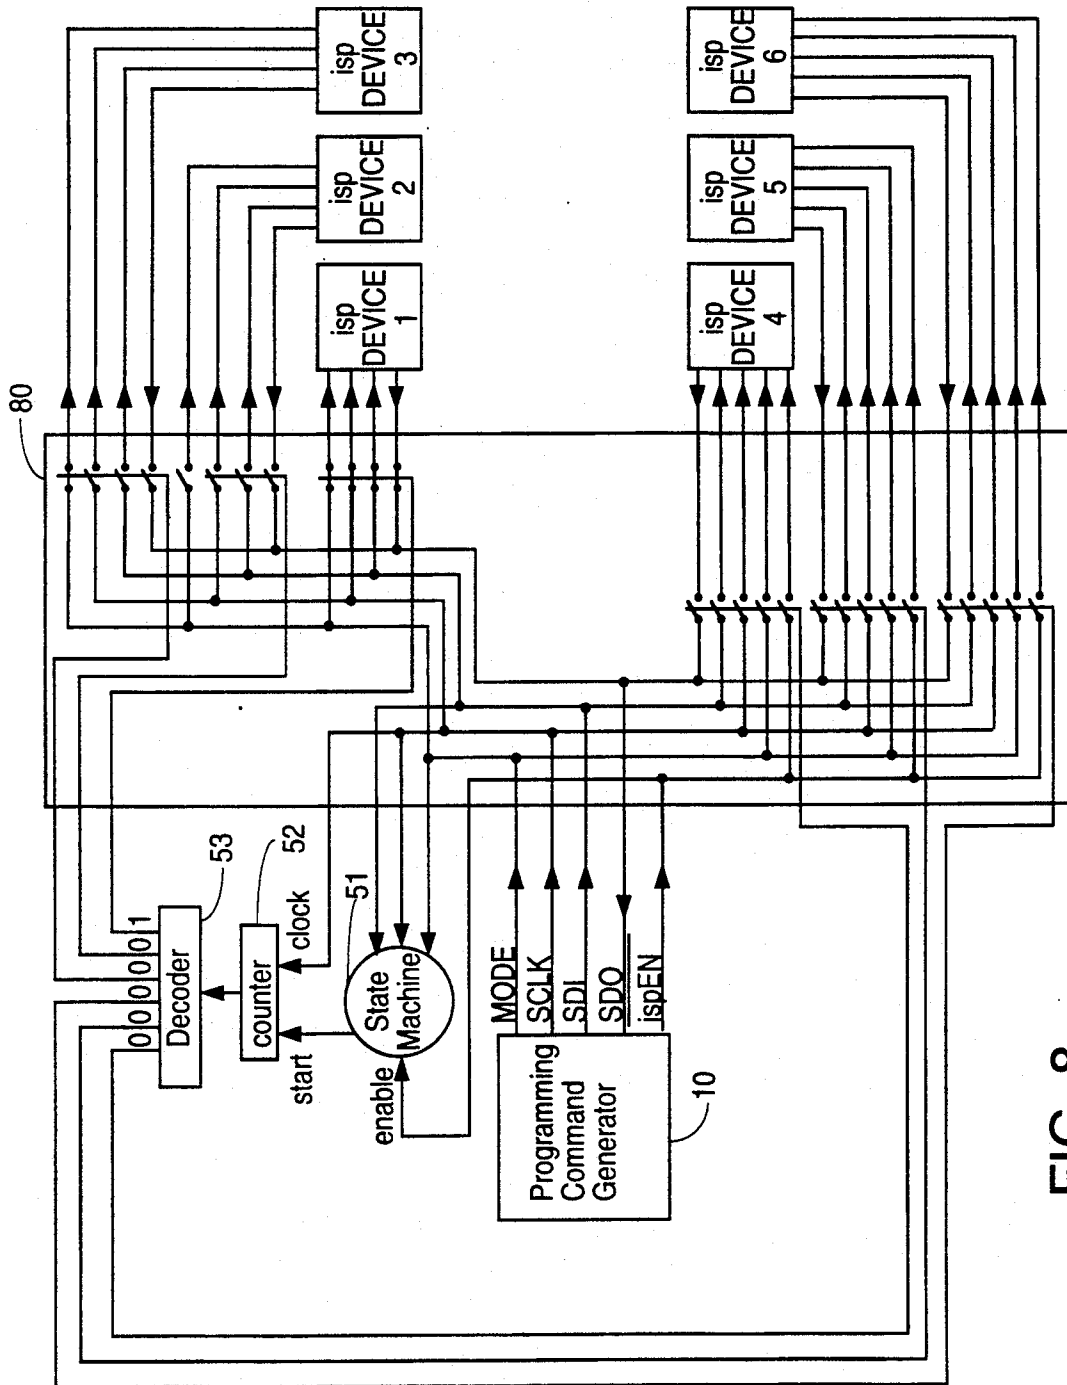 isp
DEVICE
3
isp
DEVICE
2
isp
DEVICE
1
isp
DEVICE
6
isp
DEVICE
5
isp
DEVICE
4
80
0 0 0 0 0 1
Decoder
53
counter
52
clock
start
State
Machine
51
enable
MODE
SCLK
SDI
SDO
ispEN
Programming
Command
Generator
10